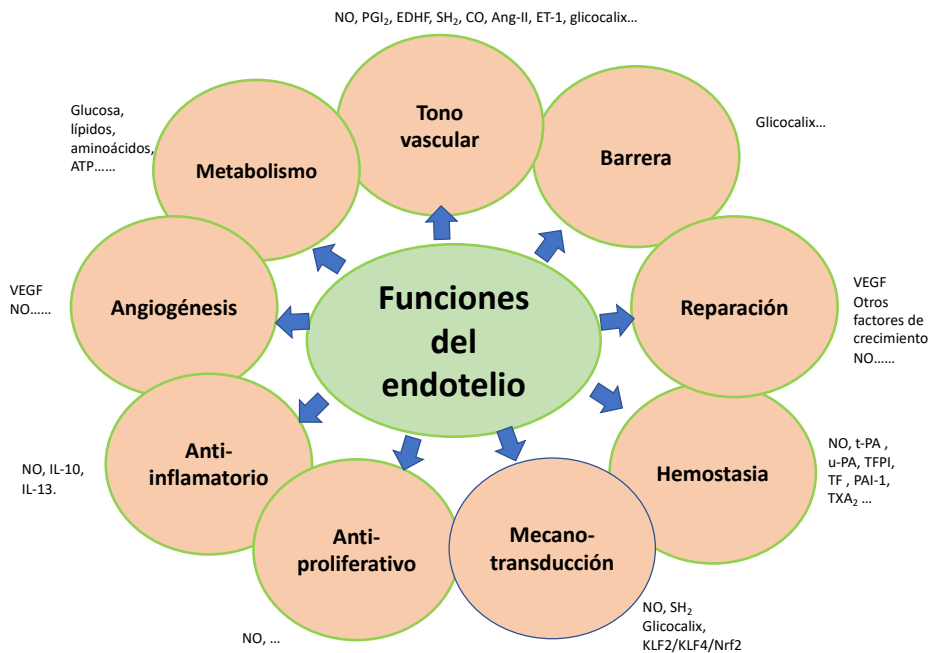 NO, PGI₂, EDHF, SH₂, CO, Ang-II, ET-1, glicocalix…
Tono
vascular
Glucosa,
lípidos,
aminoácidos,
ATP……
Metabolismo
Barrera
Glicocalix…
VEGF
NO……
Angiogénesis
Funciones
del
endotelio
Reparación
VEGF
Otros
factores de
crecimiento
NO……
NO, IL-10,
IL-13.
Anti-
inflamatorio
Hemostasia
NO, t-PA ,
u-PA, TFPI,
TF , PAI-1,
TXA₂ …
Anti-
proliferativo
NO, …
Mecano-
transducción
NO, SH₂
Glicocalix,
KLF2/KLF4/Nrf2